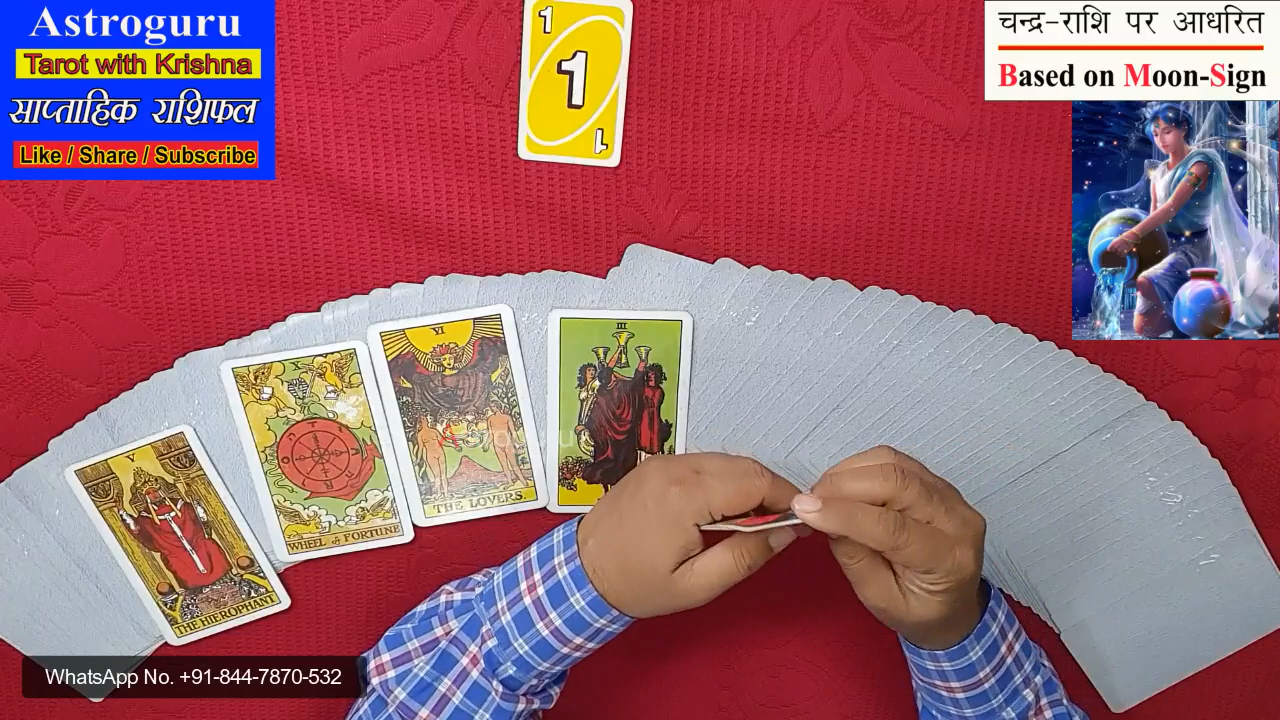 Astroguru
Tarot with Krishna
साप्ताहिक राशिफल
Like / Share / Subscribe
चन्द्र-राशि पर आधरित
Based on Moon-Sign
1
1
1
V
THE HIEROPHANT
X
WHEEL of FORTUNE
VI
THE LOVERS.
III
Astroguru
WhatsApp No. +91-844-7870-532